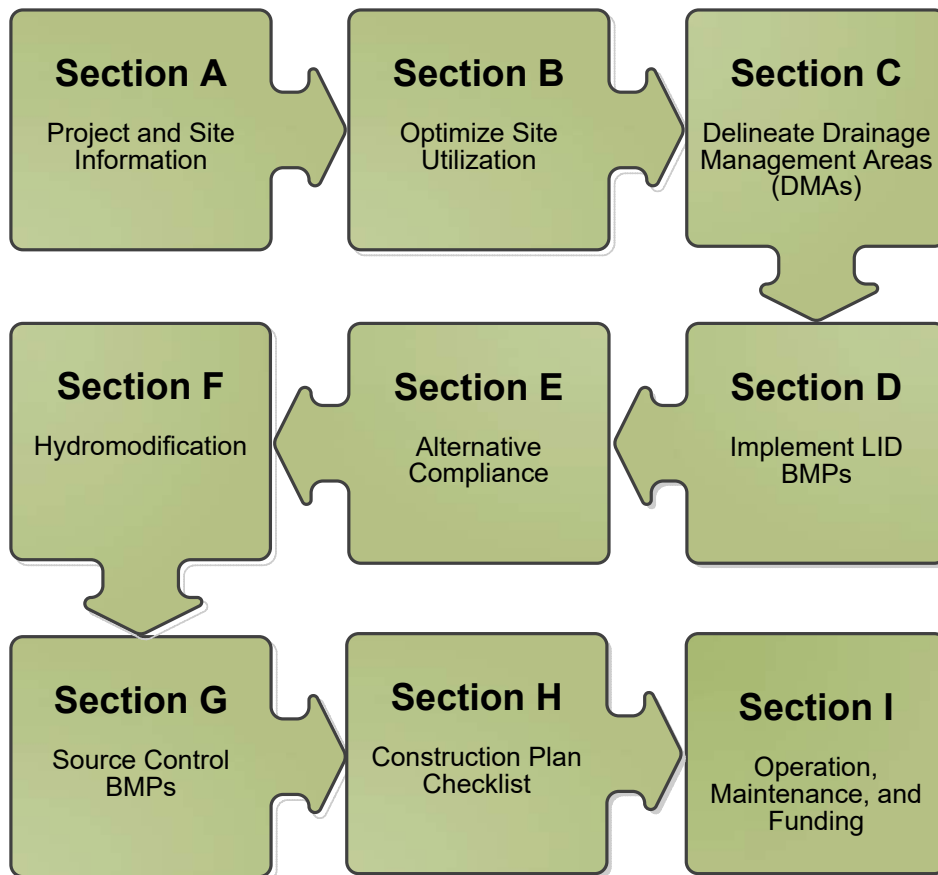 Section A
Project and Site
Information
Section B
Optimize Site
Utilization
Section C
Delineate Drainage
Management Areas
(DMAs)
Section D
Implement LID
BMPs
Section E
Alternative
Compliance
Section F
Hydromodification
Section G
Source Control
BMPs
Section H
Construction Plan
Checklist
Section I
Operation,
Maintenance, and
Funding